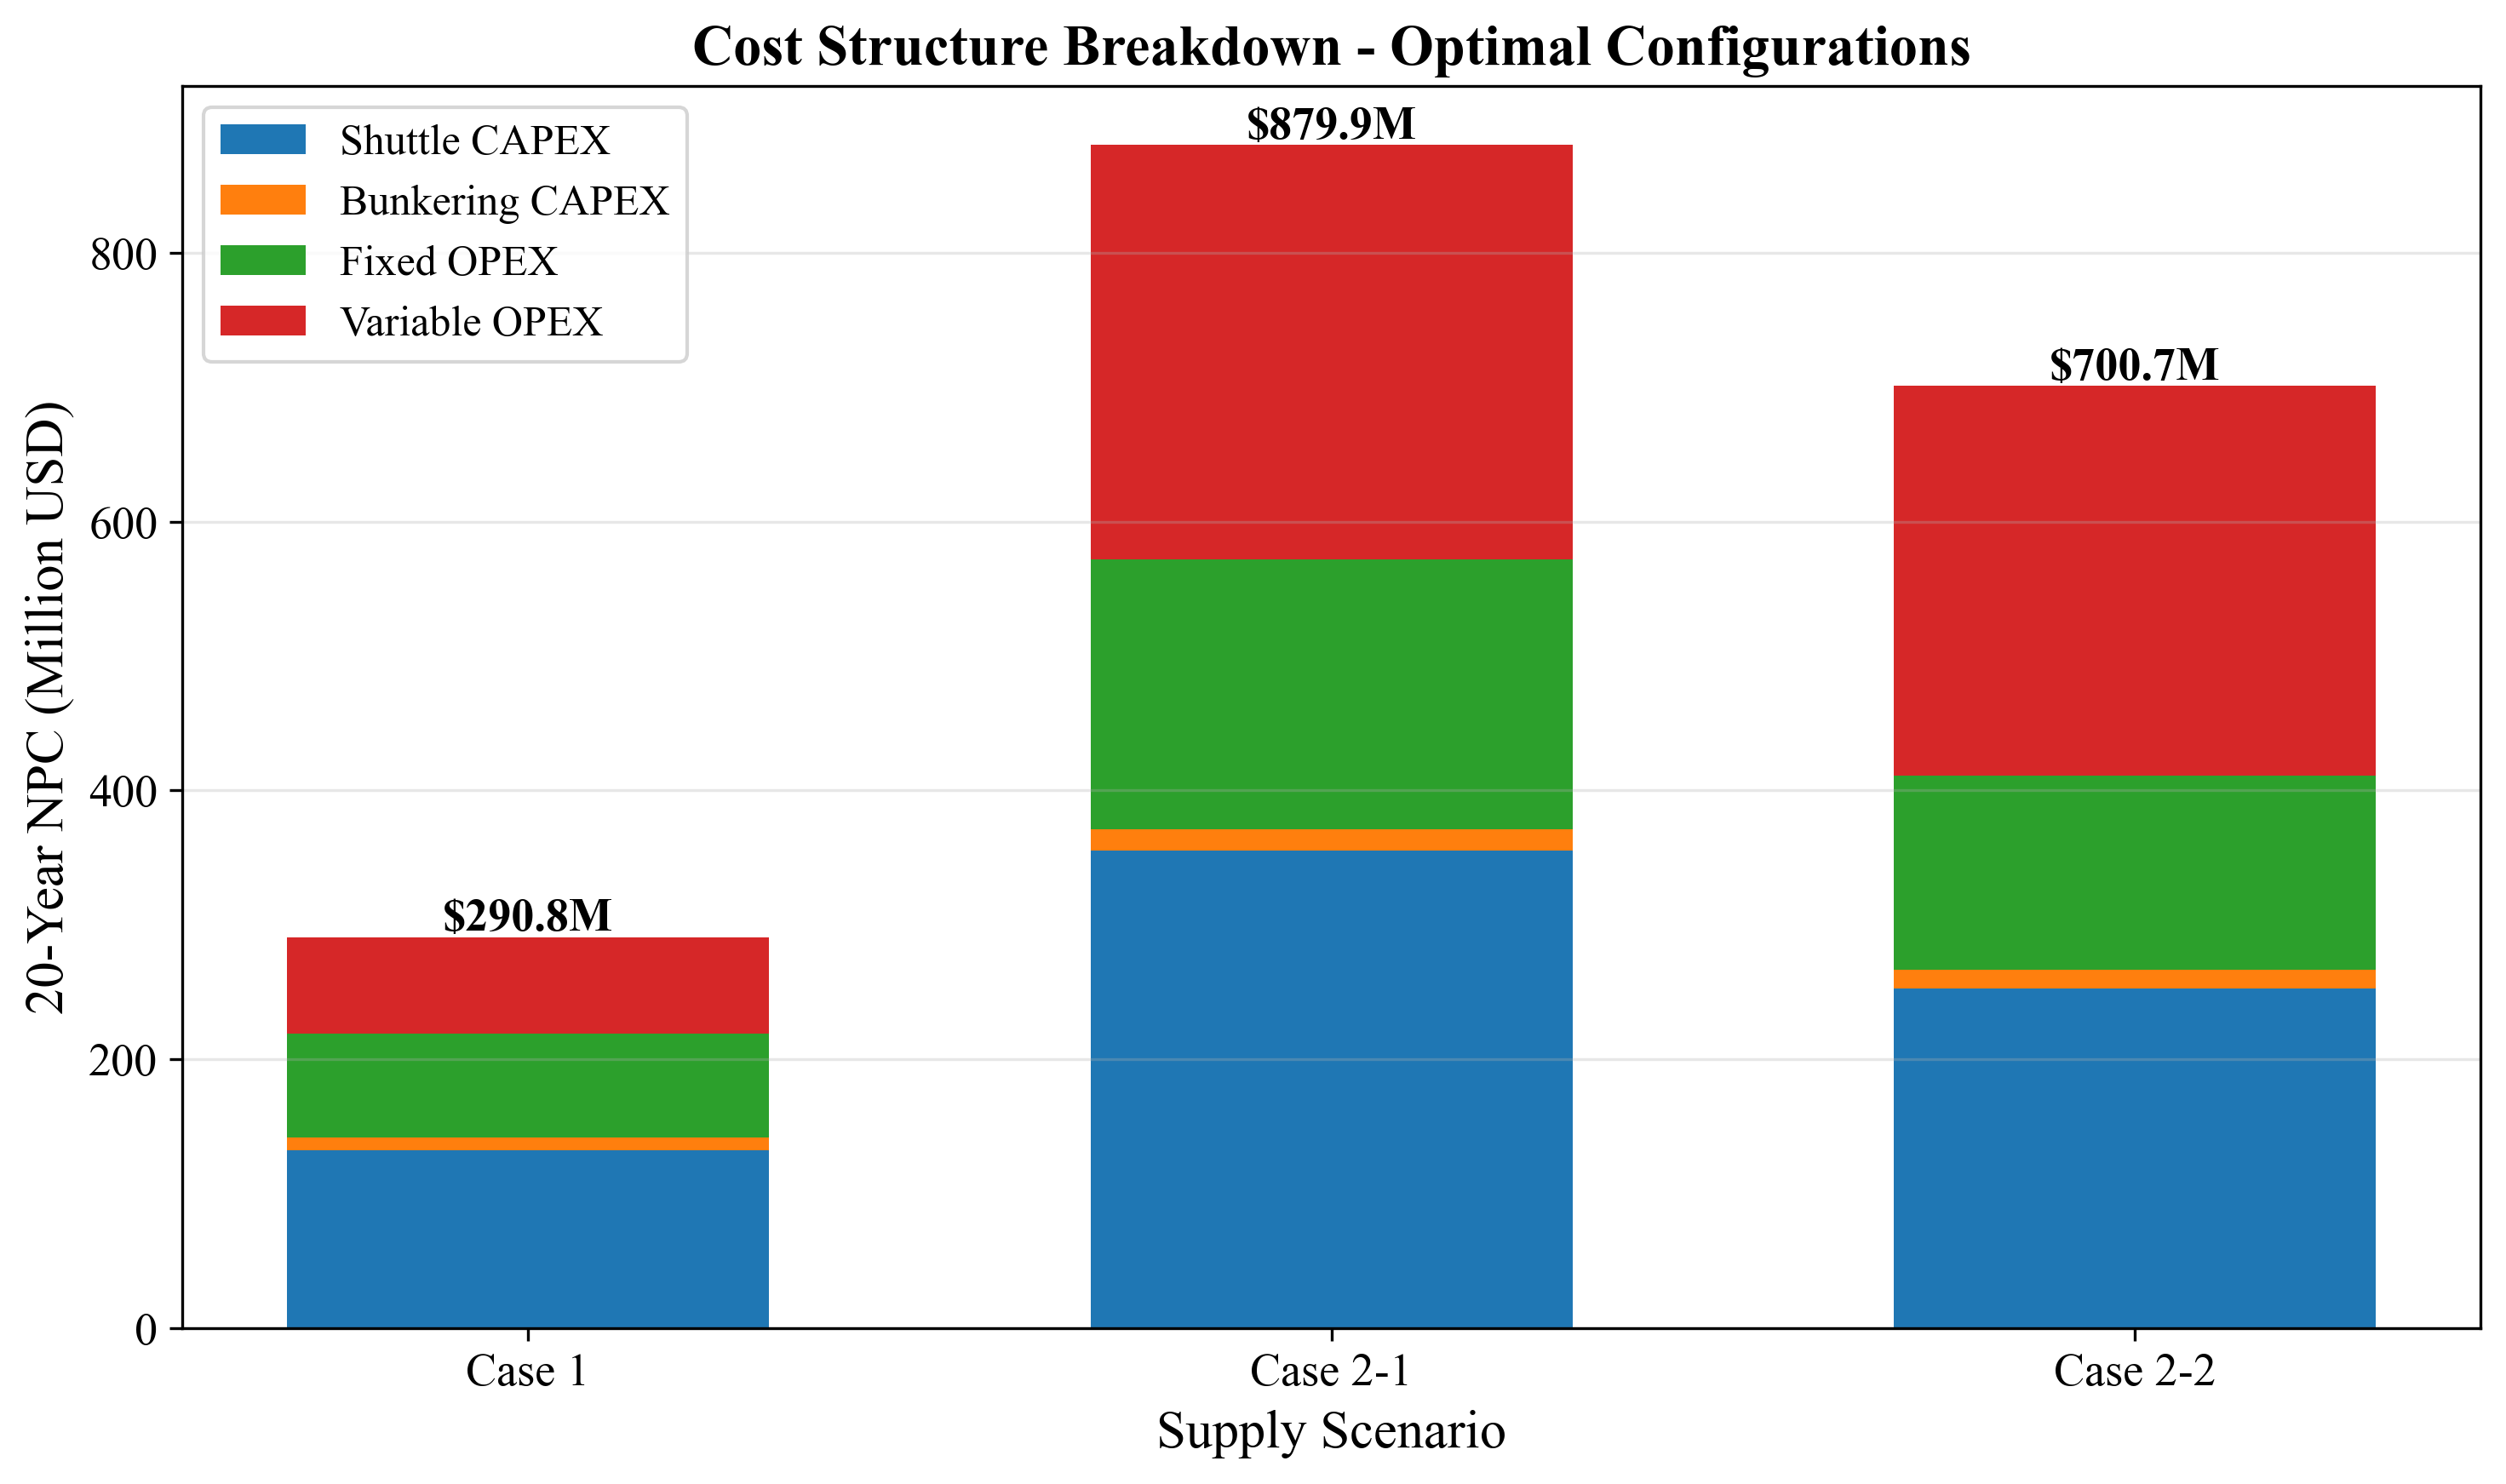 Cost Structure Breakdown - Optimal Configurations
Shuttle CAPEX
Bunkering CAPEX
Fixed OPEX
Variable OPEX
$290.8M
$879.9M
$700.7M
20-Year NPC (Million USD)
800
600
400
200
0
Case 1
Case 2-1
Case 2-2
Supply Scenario